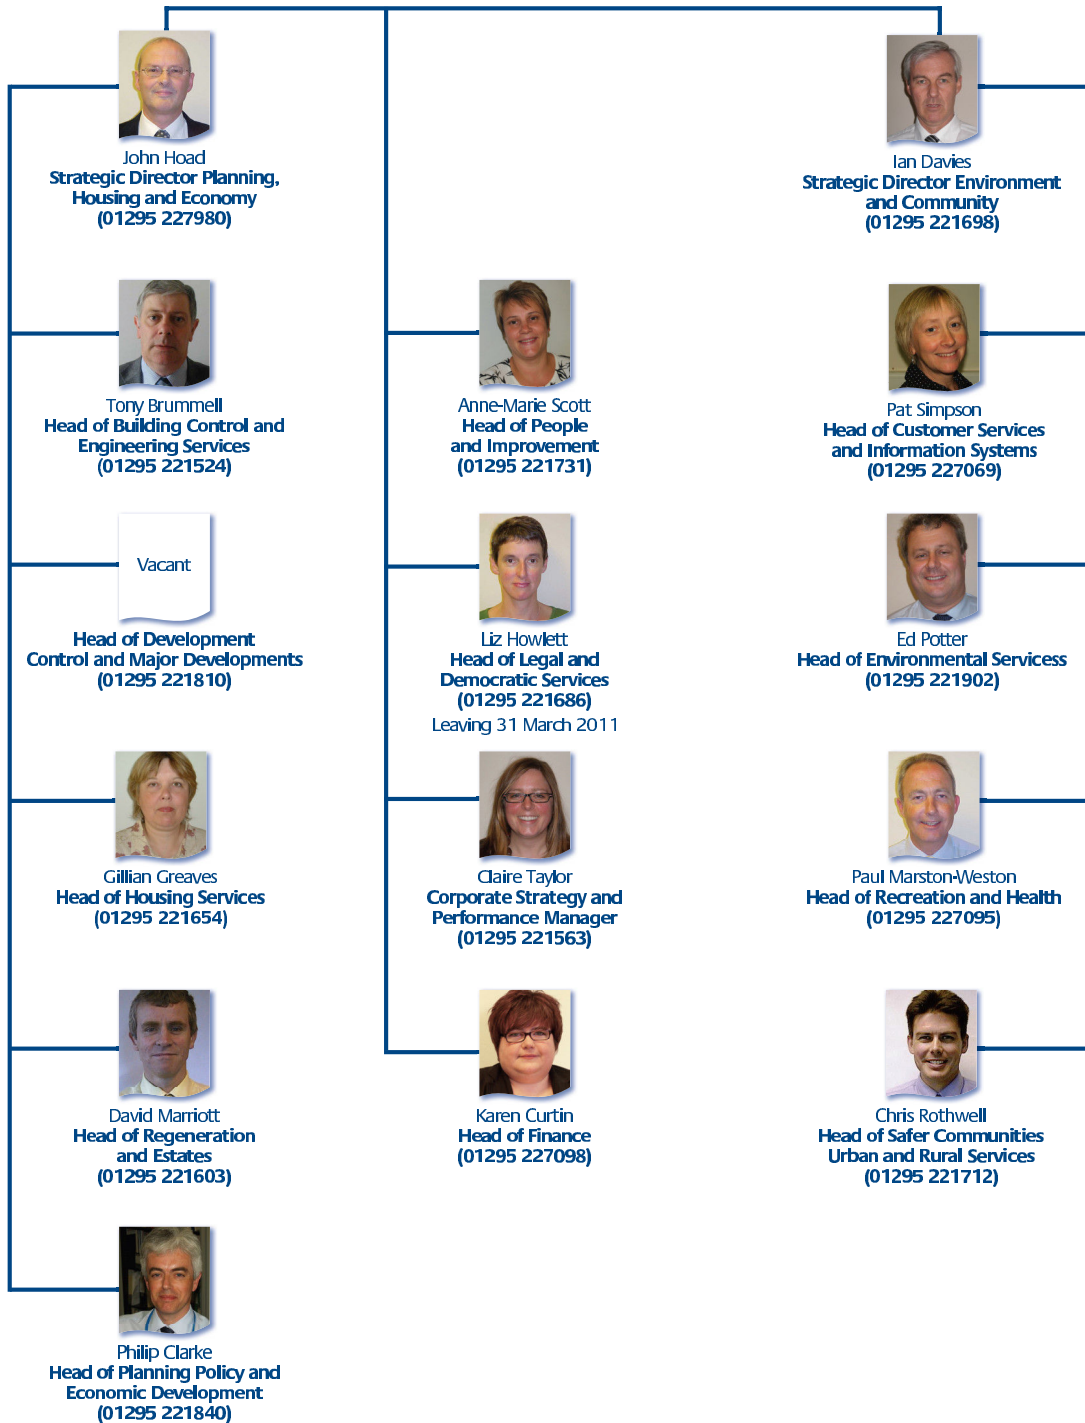 John Hoad
Strategic Director Planning,
Housing and Economy
(01295 227980)
Ian Davies
Strategic Director Environment
and Community
(01295 221698)
Tony Brummell
Head of Building Control and
Engineering Services
(01295 221524)
Anne-Marie Scott
Head of People
and Improvement
(01295 221731)
Pat Simpson
Head of Customer Services
and Information Systems
(01295 227069)
Vacant
Head of Development
Control and Major Developments
(01295 221810)
Liz Howlett
Head of Legal and
Democratic Services
(01295 221686)
Leaving 31 March 2011
Ed Potter
Head of Environmental Servicess
(01295 221902)
Gillian Greaves
Head of Housing Services
(01295 221654)
Claire Taylor
Corporate Strategy and
Performance Manager
(01295 221563)
Paul Marston-Weston
Head of Recreation and Health
(01295 227095)
David Marriott
Head of Regeneration
and Estates
(01295 221603)
Karen Curtin
Head of Finance
(01295 227098)
Chris Rothwell
Head of Safer Communities
Urban and Rural Services
(01295 221712)
Philip Clarke
Head of Planning Policy and
Economic Development
(01295 221840)